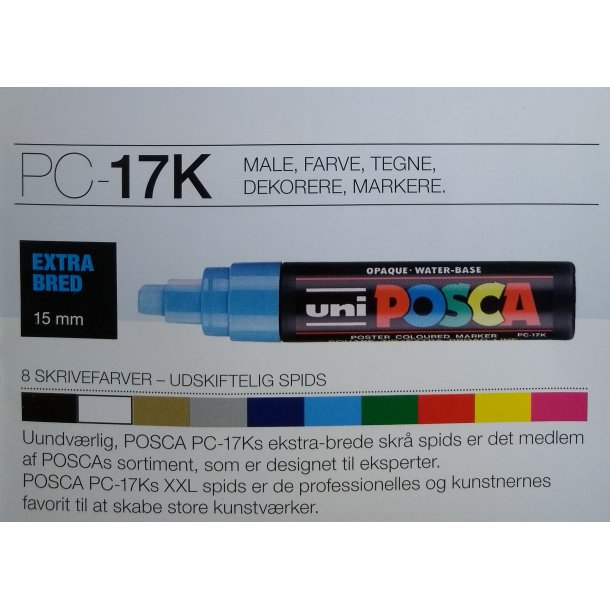 PC-17K
MALE, FARVE, TEGNE,
DEKORERE, MARKERE.
EXTRA
BRED
15 mm
OPAQUE · WATER-BASE
uni POSCA
POSTER COLOURED MARKER PC-17K
8 SKRIVEFARVER – UDSKIFTELIG SPIDS
Uundværlig, POSCA PC-17Ks ekstra-brede skrå spids er det medlem
af POSCAs sortiment, som er designet til eksperter.
POSCA PC-17Ks XXL spids er de professionelles og kunstnernes
favorit til at skabe store kunstværker.